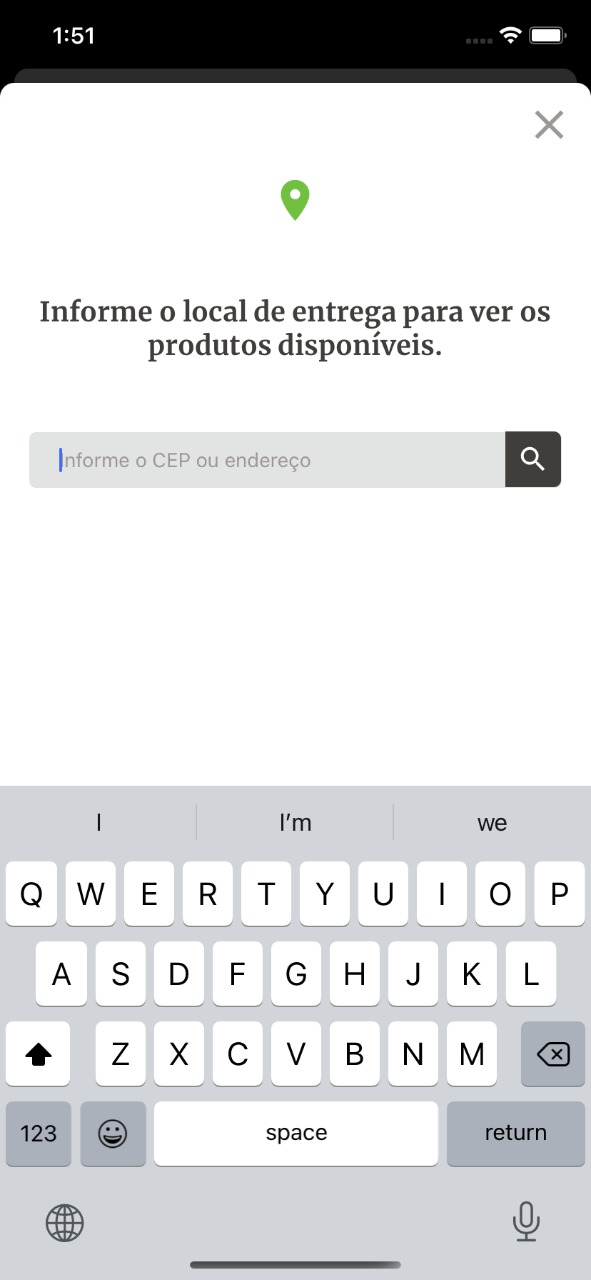 1:51
Informe o local de entrega para ver os
produtos disponíveis.
Informe o CEP ou endereço
I I'm we
Q W E R T Y U I O P
A S D F G H J K L
Z X C V B N M
123 space return